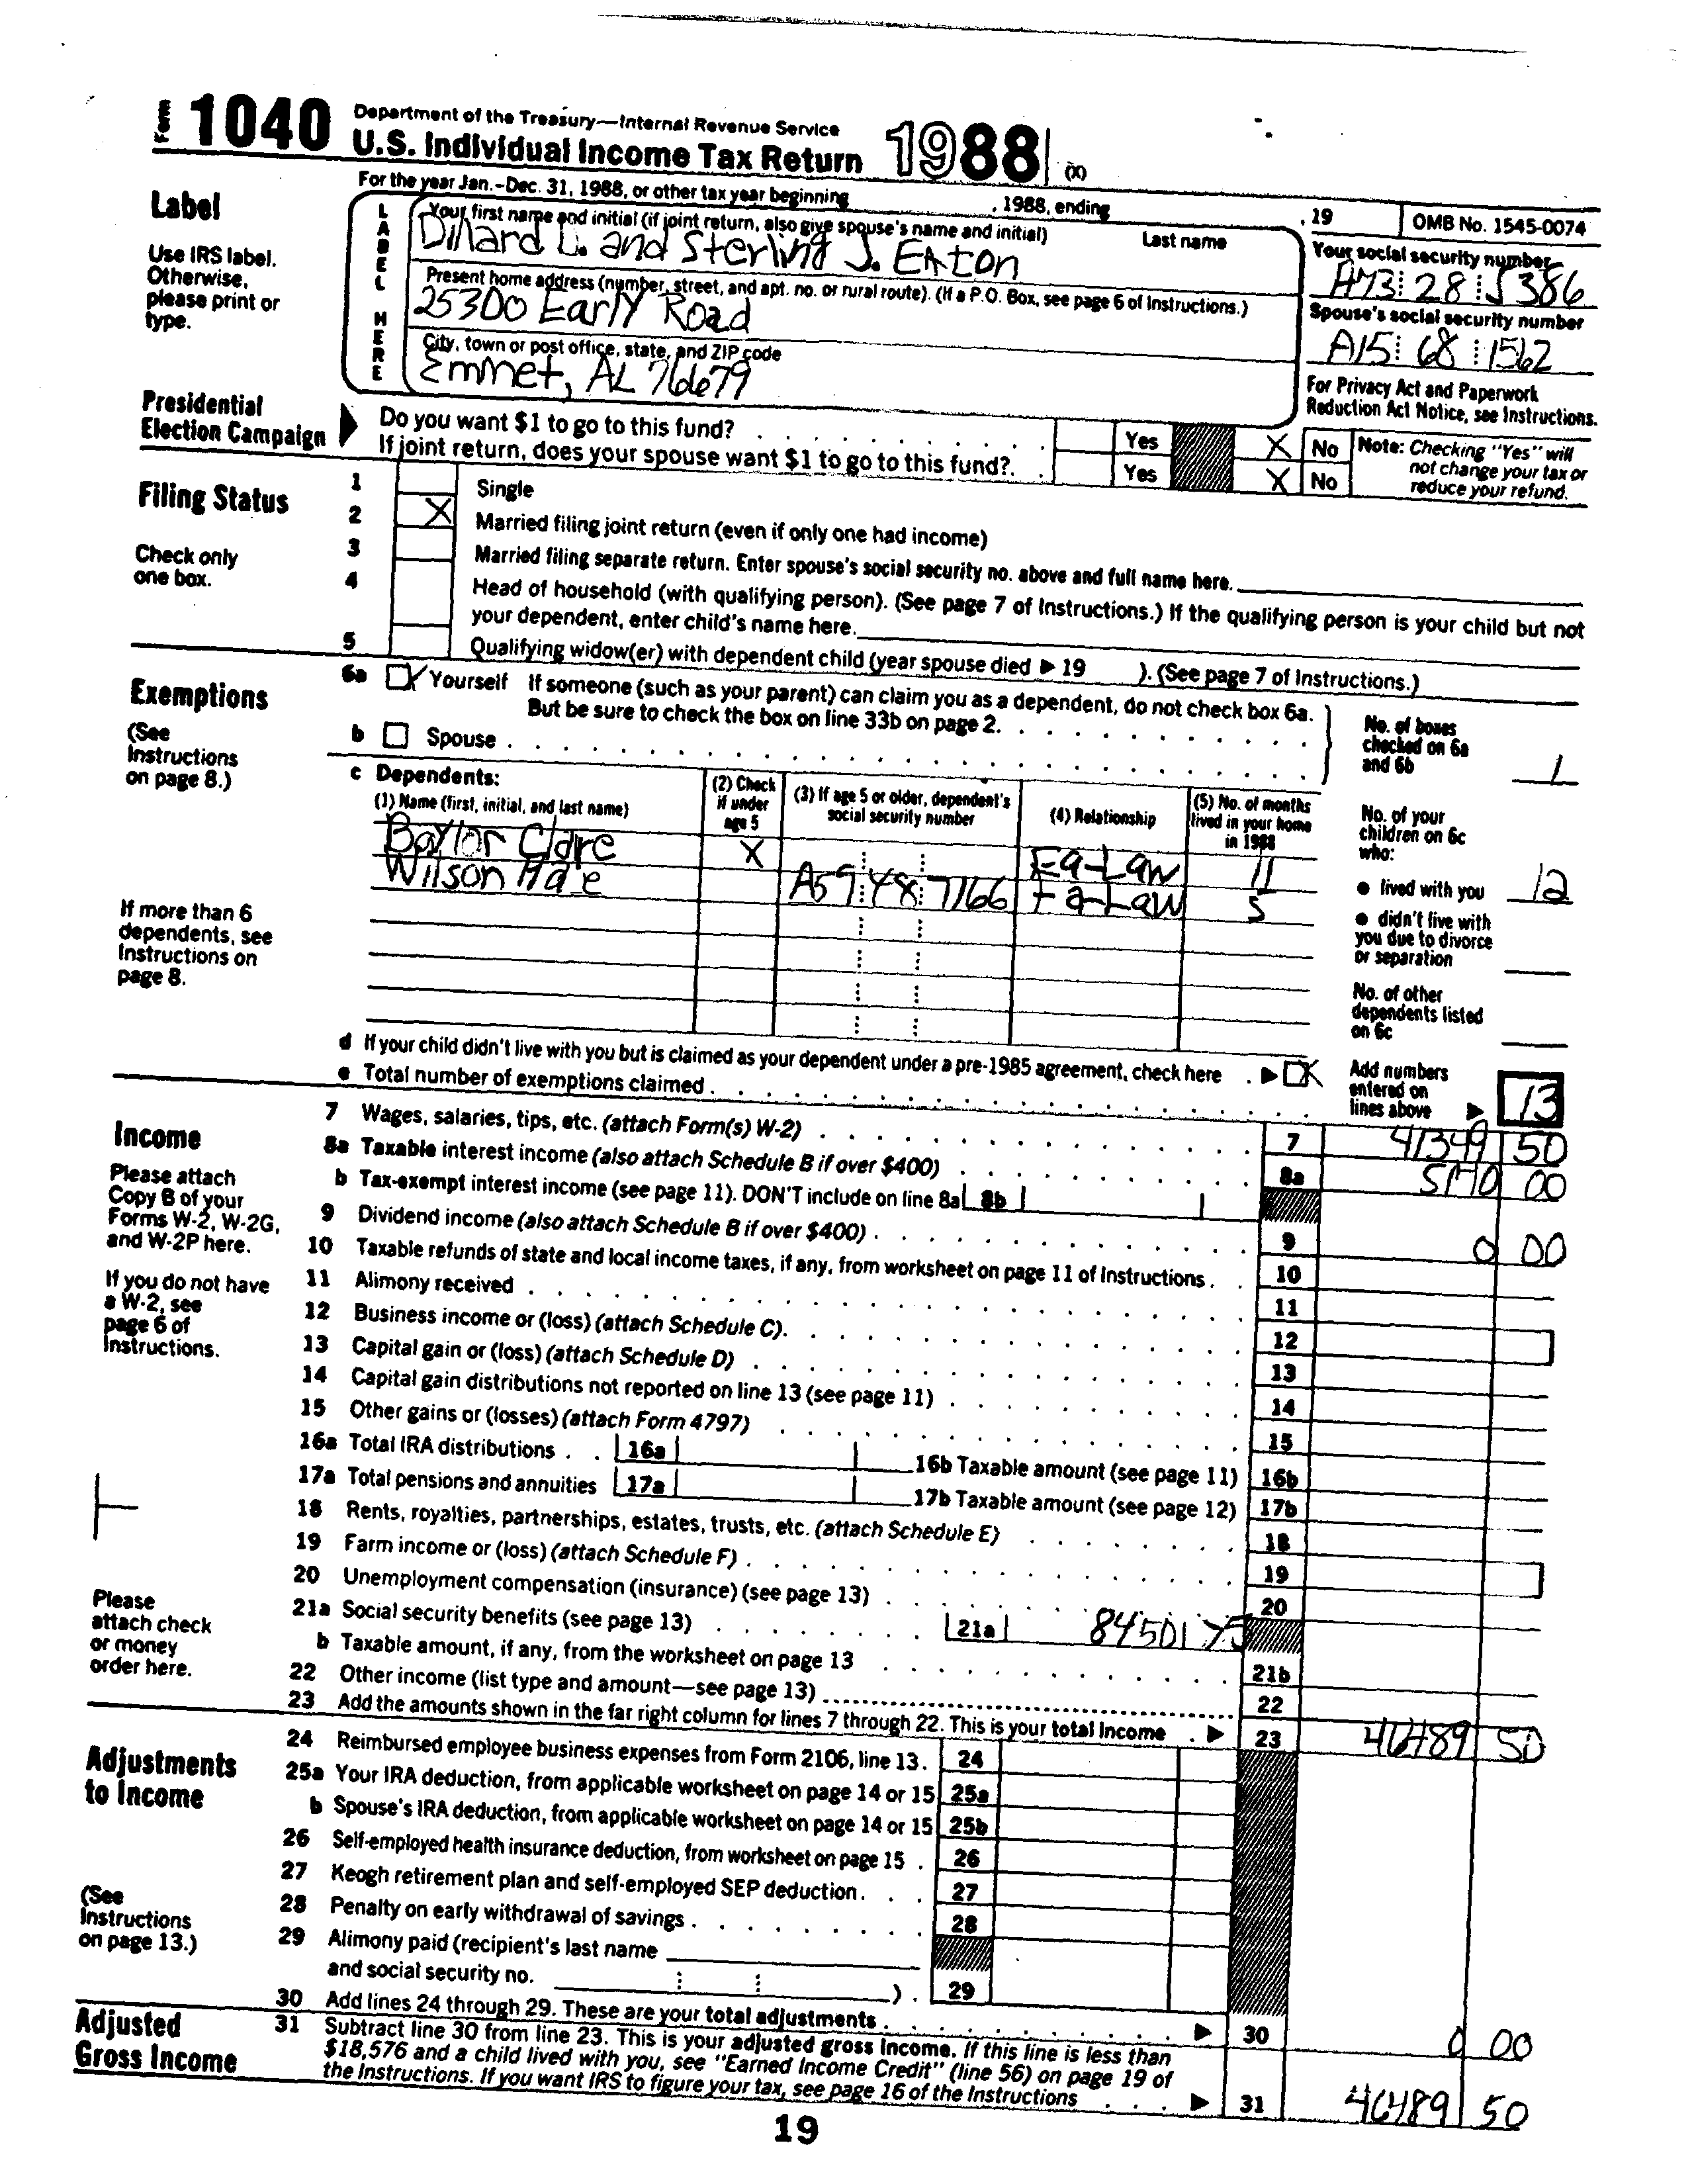 Form 1040 Department of the Treasury—Internal Revenue Service
U.S. Individual Income Tax Return 1988 (X)
For the year Jan.-Dec. 31, 1988, or other tax year beginning , 1988, ending , 19 OMB No. 1545-0074
Label
Use IRS label.
Otherwise,
please print or
type.
LABEL HERE
Your first name and initial (if joint return, also give spouse's name and initial) Last name
Dillard L. and Sterling J. Eaton
Your social security number
A73 28 5386
Present home address (number, street, and apt. no. or rural route). (If a P.O. Box, see page 6 of Instructions.)
25300 Early Road
Spouse's social security number
A15 68 1562
City, town or post office, state, and ZIP code
Emmet, AL 76679
For Privacy Act and Paperwork
Reduction Act Notice, see Instructions.
Presidential
Election Campaign
Do you want $1 to go to this fund? Yes X No
If joint return, does your spouse want $1 to go to this fund? Yes X No
Note: Checking "Yes" will
not change your tax or
reduce your refund.
Filing Status
Check only
one box.
1 Single
2 X Married filing joint return (even if only one had income)
3 Married filing separate return. Enter spouse's social security no. above and full name here.
4 Head of household (with qualifying person). (See page 7 of Instructions.) If the qualifying person is your child but not
your dependent, enter child's name here.
5 Qualifying widow(er) with dependent child (year spouse died ▶ 19 ). (See page 7 of Instructions.)
Exemptions
(See
Instructions
on page 8.)
6a X Yourself If someone (such as your parent) can claim you as a dependent, do not check box 6a.
But be sure to check the box on line 33b on page 2.
b Spouse
No. of boxes
checked on 6a
and 6b 1
c Dependents:
(1) Name (first, initial, and last name)
(2) Check
if under
age 5
(3) If age 5 or older, dependent's
social security number
(4) Relationship
(5) No. of months
lived in your home
in 1988
Baylor Clare X Fa-Law 11
Wilson Hale A59 48 7166 Fa-Law 5
No. of your
children on 6c
who:
● lived with you 12
● didn't live with
you due to divorce
or separation
No. of other
dependents listed
on 6c
If more than 6
dependents, see
Instructions on
page 8.
d If your child didn't live with you but is claimed as your dependent under a pre-1985 agreement, check here ▶ X
e Total number of exemptions claimed
Add numbers
entered on
lines above ▶ 13
Income
Please attach
Copy B of your
Forms W-2, W-2G,
and W-2P here.
If you do not have
a W-2, see
page 6 of
Instructions.
Please
attach check
or money
order here.
7 Wages, salaries, tips, etc. (attach Form(s) W-2) 7 41349 50
8a Taxable interest income (also attach Schedule B if over $400) 8a 5140 00
b Tax-exempt interest income (see page 11). DON'T include on line 8a 8b
9 Dividend income (also attach Schedule B if over $400) 9 0 00
10 Taxable refunds of state and local income taxes, if any, from worksheet on page 11 of Instructions 10
11 Alimony received 11
12 Business income or (loss) (attach Schedule C) 12
13 Capital gain or (loss) (attach Schedule D) 13
14 Capital gain distributions not reported on line 13 (see page 11) 14
15 Other gains or (losses) (attach Form 4797) 15
16a Total IRA distributions 16a 16b Taxable amount (see page 11) 16b
17a Total pensions and annuities 17a 17b Taxable amount (see page 12) 17b
18 Rents, royalties, partnerships, estates, trusts, etc. (attach Schedule E) 18
19 Farm income or (loss) (attach Schedule F) 19
20 Unemployment compensation (insurance) (see page 13) 20
21a Social security benefits (see page 13) 21a 8450 75
b Taxable amount, if any, from the worksheet on page 13 21b
22 Other income (list type and amount—see page 13) 22
23 Add the amounts shown in the far right column for lines 7 through 22. This is your total income ▶ 23 46489 50
Adjustments
to Income
(See
Instructions
on page 13.)
24 Reimbursed employee business expenses from Form 2106, line 13 24
25a Your IRA deduction, from applicable worksheet on page 14 or 15 25a
b Spouse's IRA deduction, from applicable worksheet on page 14 or 15 25b
26 Self-employed health insurance deduction, from worksheet on page 15 26
27 Keogh retirement plan and self-employed SEP deduction 27
28 Penalty on early withdrawal of savings 28
29 Alimony paid (recipient's last name
and social security no. ) 29
30 Add lines 24 through 29. These are your total adjustments ▶ 30 0 00
Adjusted
Gross Income
31 Subtract line 30 from line 23. This is your adjusted gross income. If this line is less than
$18,576 and a child lived with you, see "Earned Income Credit" (line 56) on page 19 of
the Instructions. If you want IRS to figure your tax, see page 16 of the Instructions ▶ 31 46489 50
19